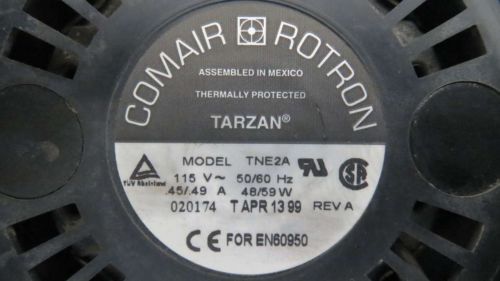 COMAIR ROTRON
ASSEMBLED IN MEXICO
THERMALLY PROTECTED
TARZAN®
MODEL TNE2A
115 V~ 50/60 Hz
.45/.49 A 48/59 W
TÜV Rheinland
020174 T APR 13 99 REV A
CE FOR EN60950